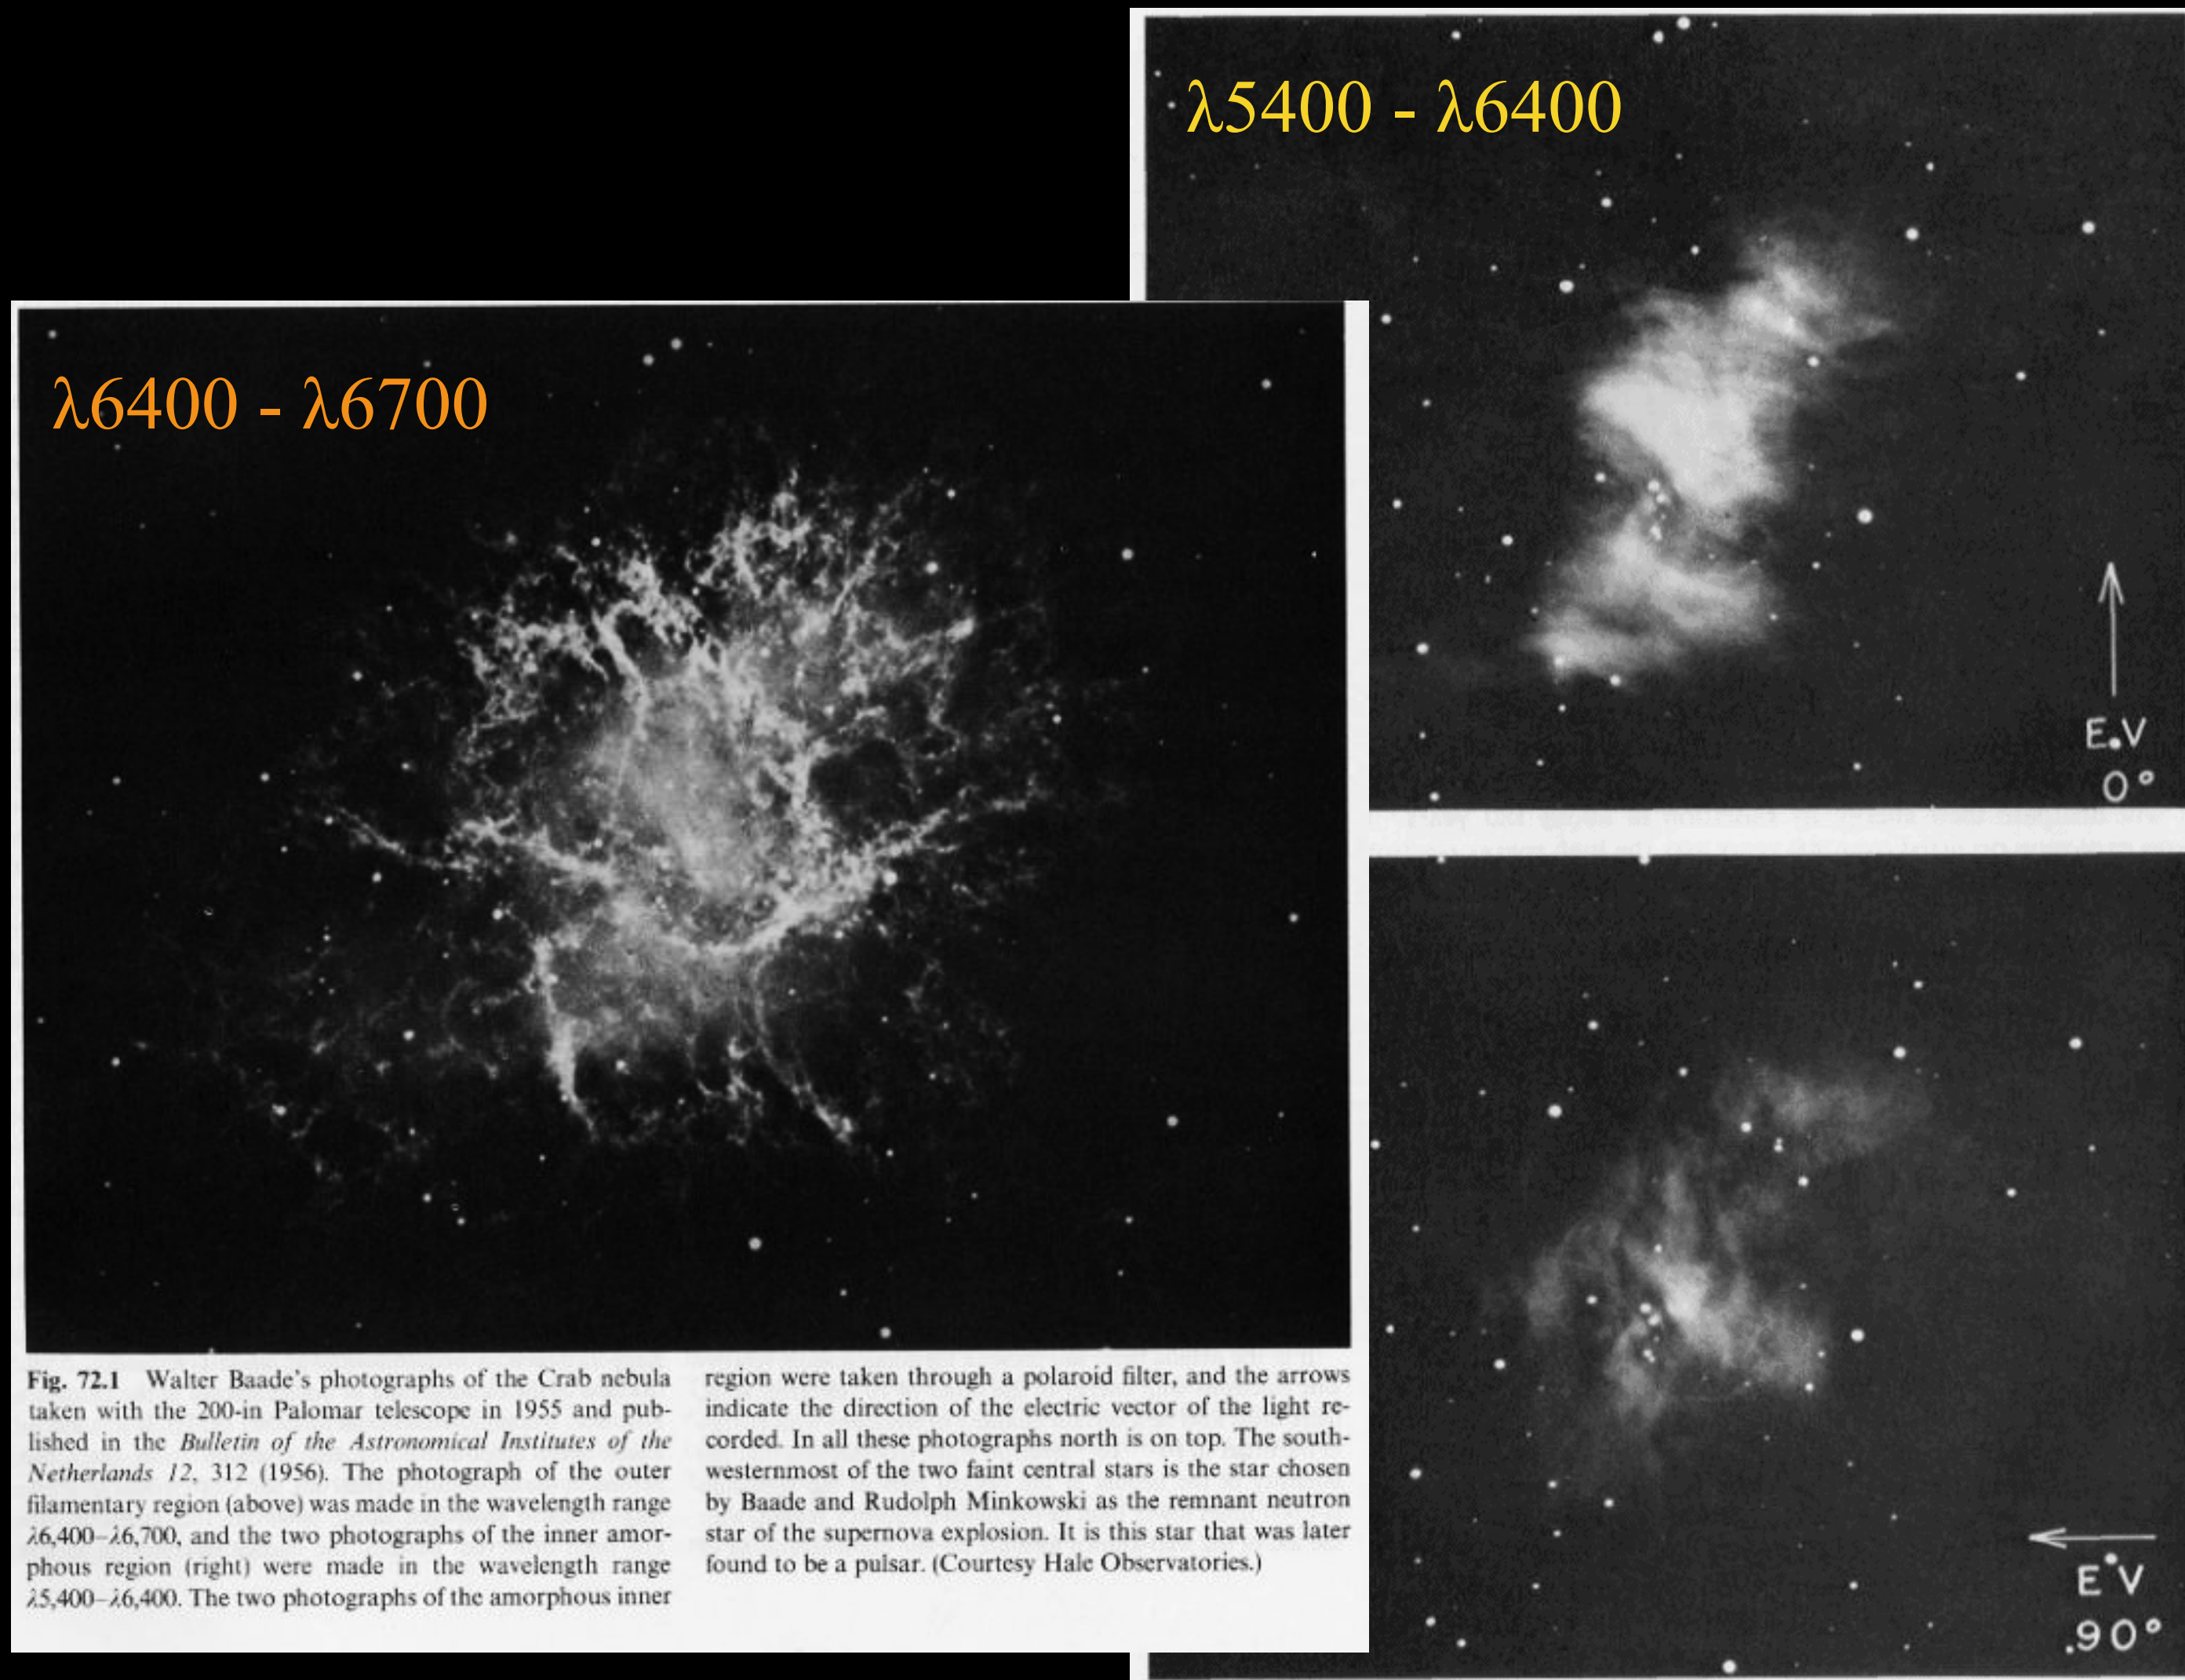 λ5400 - λ6400
λ6400 - λ6700
E.V
0°
E V
.90°
Fig. 72.1 Walter Baade's photographs of the Crab nebula
taken with the 200-in Palomar telescope in 1955 and pub-
lished in the Bulletin of the Astronomical Institutes of the
Netherlands 12, 312 (1956). The photograph of the outer
filamentary region (above) was made in the wavelength range
λ6,400–λ6,700, and the two photographs of the inner amor-
phous region (right) were made in the wavelength range
λ5,400–λ6,400. The two photographs of the amorphous inner
region were taken through a polaroid filter, and the arrows
indicate the direction of the electric vector of the light re-
corded. In all these photographs north is on top. The south-
westernmost of the two faint central stars is the star chosen
by Baade and Rudolph Minkowski as the remnant neutron
star of the supernova explosion. It is this star that was later
found to be a pulsar. (Courtesy Hale Observatories.)